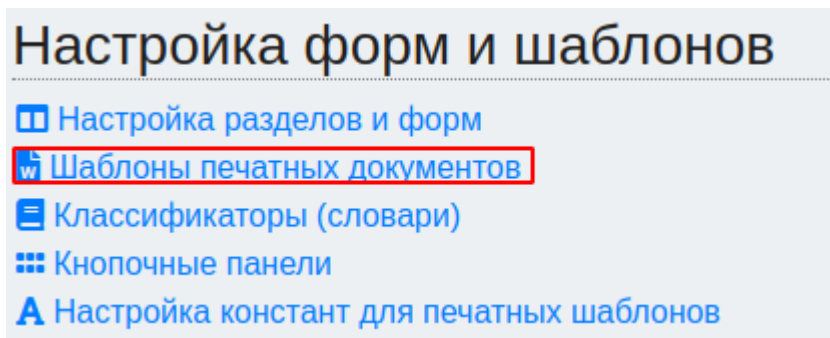 Настройка форм и шаблонов
Настройка разделов и форм
Шаблоны печатных документов
Классификаторы (словари)
Кнопочные панели
Настройка констант для печатных шаблонов